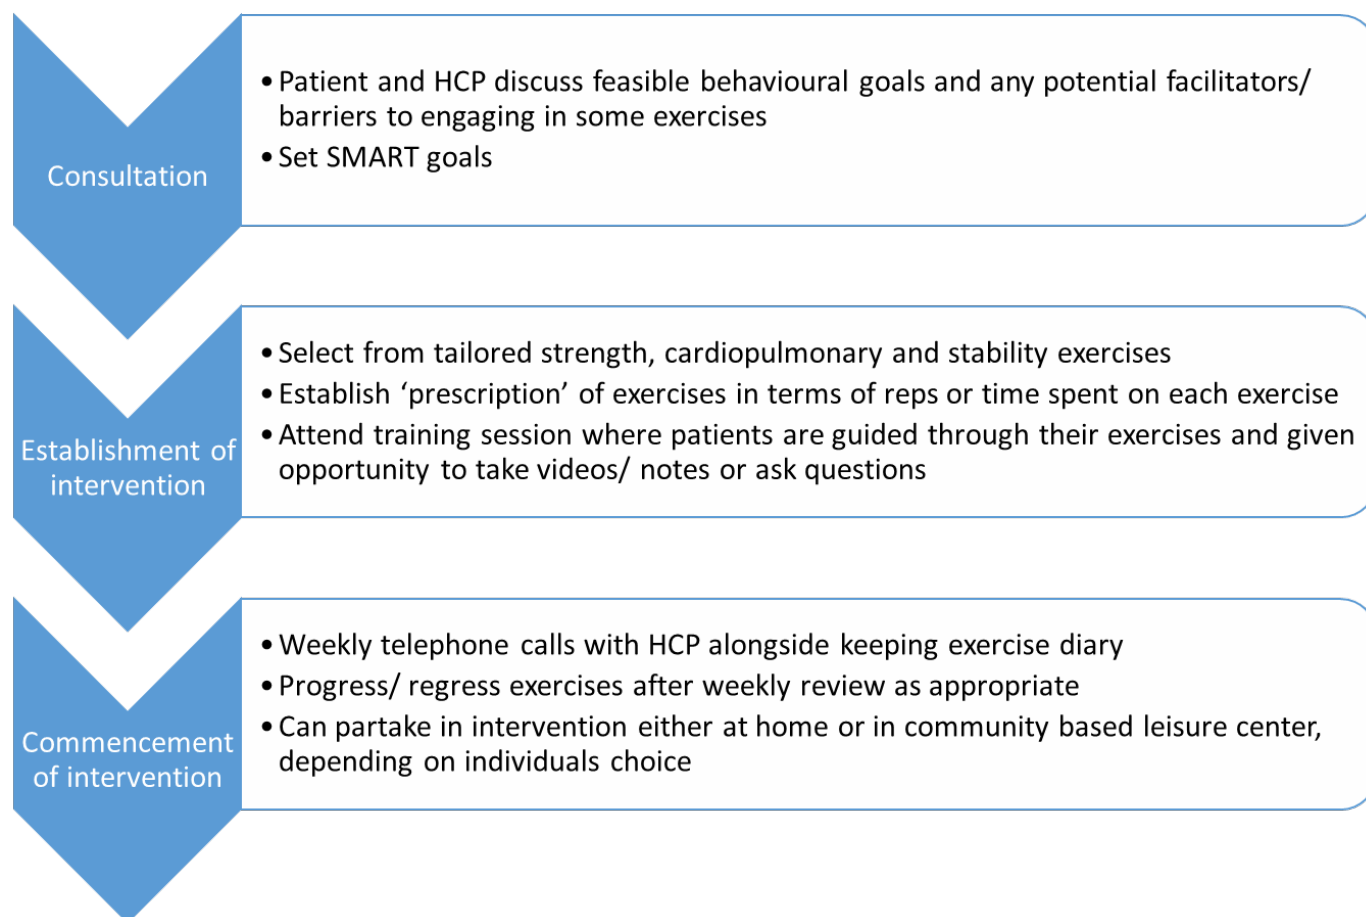 Consultation
• Patient and HCP discuss feasible behavioural goals and any potential facilitators/
barriers to engaging in some exercises
• Set SMART goals
Establishment of
intervention
• Select from tailored strength, cardiopulmonary and stability exercises
• Establish ‘prescription’ of exercises in terms of reps or time spent on each exercise
• Attend training session where patients are guided through their exercises and given
opportunity to take videos/ notes or ask questions
Commencement
of intervention
• Weekly telephone calls with HCP alongside keeping exercise diary
• Progress/ regress exercises after weekly review as appropriate
• Can partake in intervention either at home or in community based leisure center,
depending on individuals choice